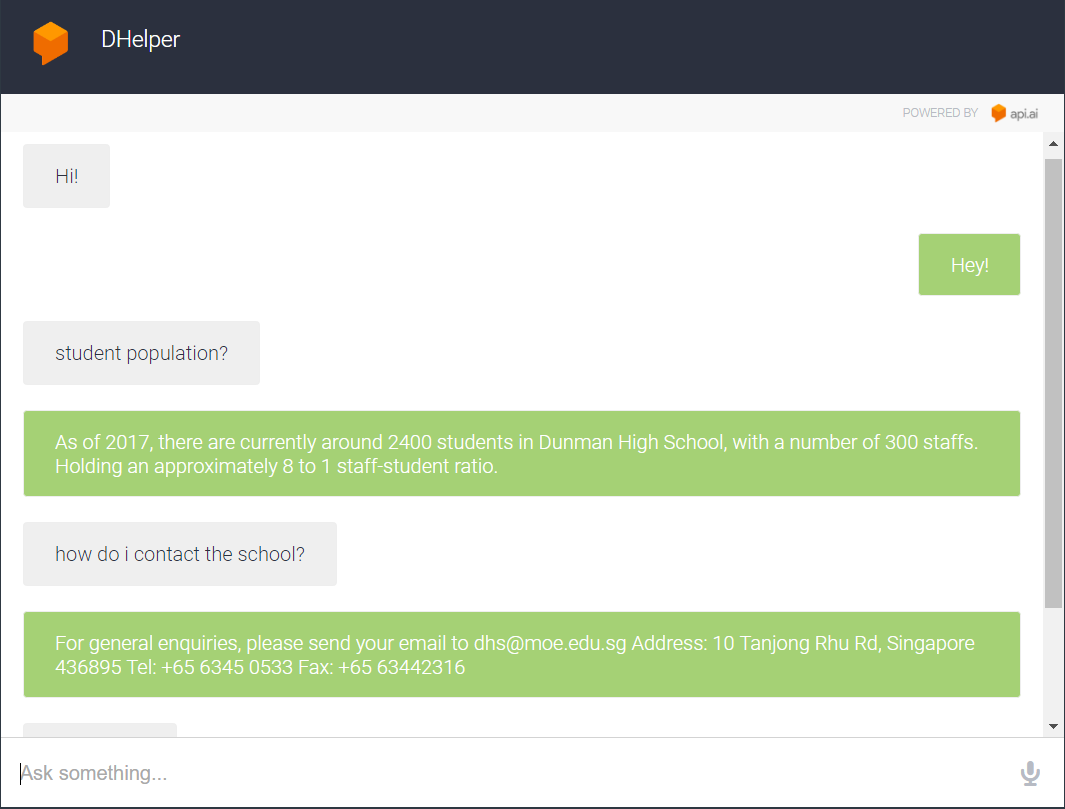 DHelper
POWERED BY api.ai
Hi!
Hey!
student population?
As of 2017, there are currently around 2400 students in Dunman High School, with a number of 300 staffs.
Holding an approximately 8 to 1 staff-student ratio.
how do i contact the school?
For general enquiries, please send your email to dhs@moe.edu.sg Address: 10 Tanjong Rhu Rd, Singapore
436895 Tel: +65 6345 0533 Fax: +65 63442316
Ask something...